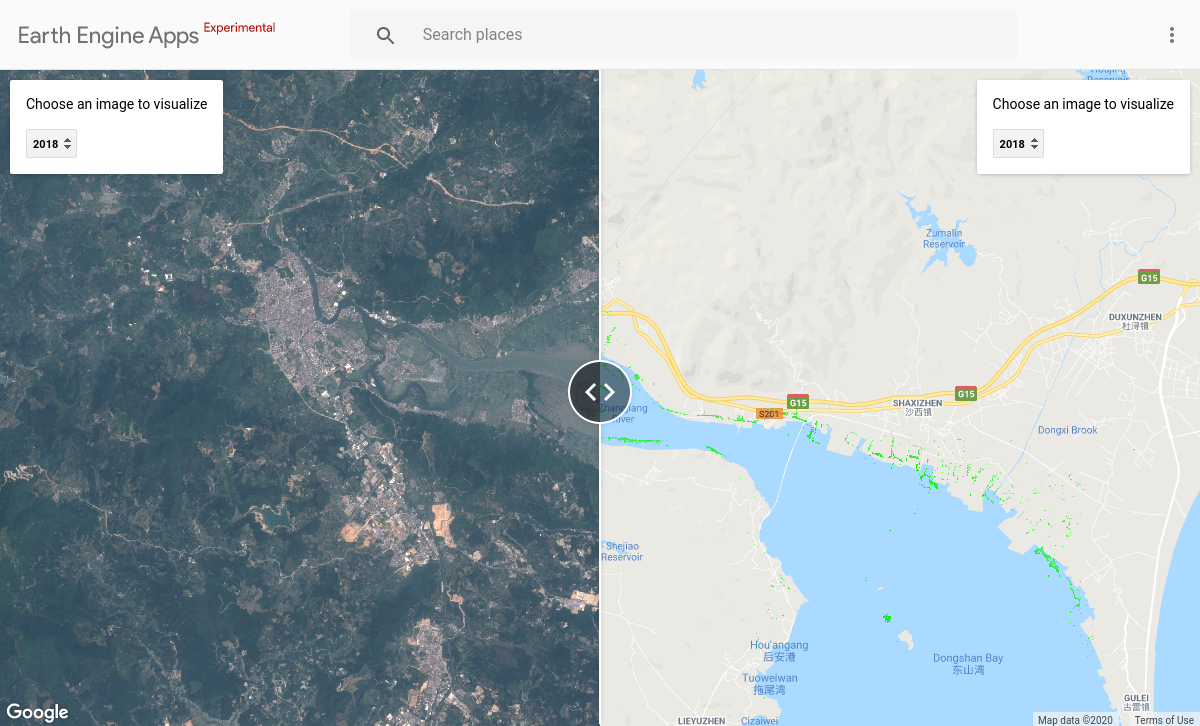 Earth Engine Apps Experimental
Search places
Choose an image to visualize
2018
Choose an image to visualize
2018
Houjing
Reservoir
Zumalin
Reservoir
G15
DUXUNZHEN
杜浔镇
G15
G15
SHAXIZHEN
沙西镇
S201
Zhangjiang
River
Dongxi Brook
Shejiao
Reservoir
Hou'angang
后安港
Dongshan Bay
东山湾
Tuoweiwan
拖尾湾
GULEI
古雷镇
LIEYUZHEN
Cizaiwei
Google
Map data ©2020
Terms of Use